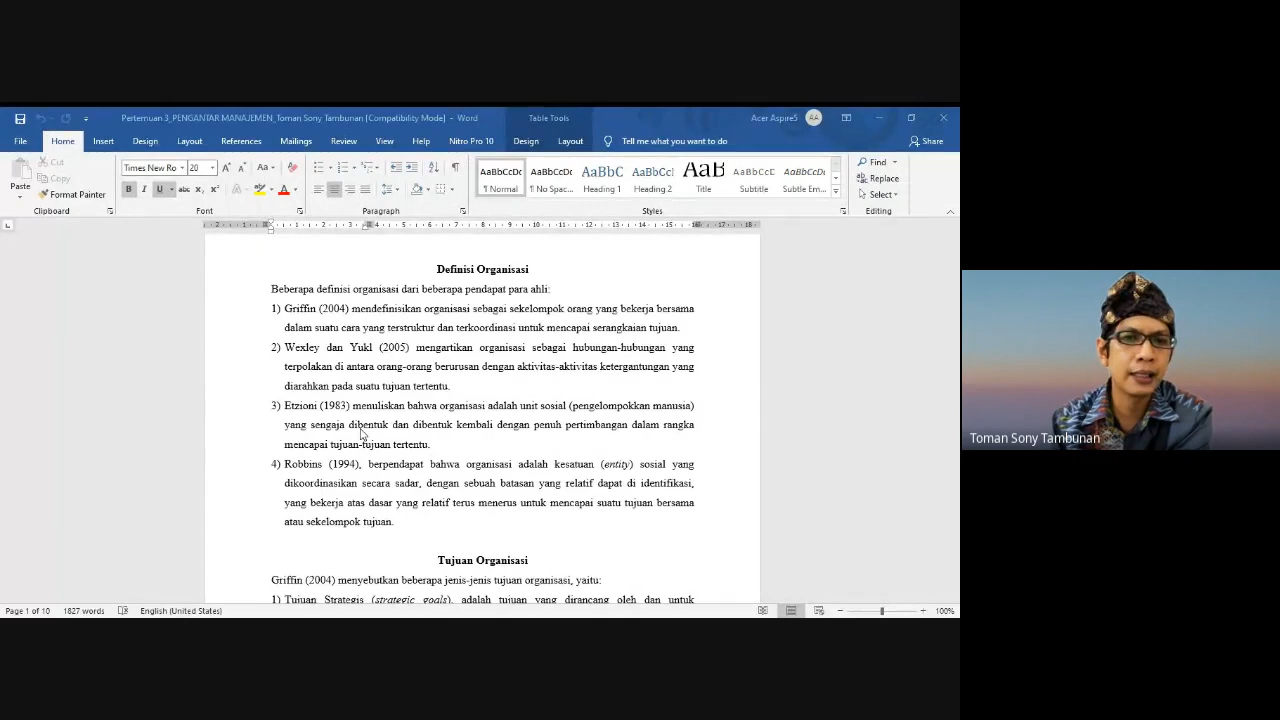 Pertemuan 3_PENGANTAR MANAJEMEN_Toman Sony Tambunan [Compatibility Mode] - Word
Table Tools
Acer Aspire5
AA
File Home Insert Design Layout References Mailings Review View Help Nitro Pro 10 Design Layout Tell me what you want to do Share
Paste
Cut
Copy
Format Painter
Clipboard
Times New Ro 20
Font
Paragraph
AaBbCcDc AaBbCcDc AaBbC AaBbCcI AaB AaBbCcD AaBbCcDc
¶ Normal ¶ No Spac... Heading 1 Heading 2 Title Subtitle Subtle Em...
Styles
Find
Replace
Select
Editing
Definisi Organisasi
Beberapa definisi organisasi dari beberapa pendapat para ahli:
1) Griffin (2004) mendefinisikan organisasi sebagai sekelompok orang yang bekerja bersama
dalam suatu cara yang terstruktur dan terkoordinasi untuk mencapai serangkaian tujuan.
2) Wexley dan Yukl (2005) mengartikan organisasi sebagai hubungan-hubungan yang
terpolakan di antara orang-orang berurusan dengan aktivitas-aktivitas ketergantungan yang
diarahkan pada suatu tujuan tertentu.
3) Etzioni (1983) menuliskan bahwa organisasi adalah unit sosial (pengelompokkan manusia)
yang sengaja dibentuk dan dibentuk kembali dengan penuh pertimbangan dalam rangka
mencapai tujuan-tujuan tertentu.
4) Robbins (1994), berpendapat bahwa organisasi adalah kesatuan (entity) sosial yang
dikoordinasikan secara sadar, dengan sebuah batasan yang relatif dapat di identifikasi,
yang bekerja atas dasar yang relatif terus menerus untuk mencapai suatu tujuan bersama
atau sekelompok tujuan.
Tujuan Organisasi
Griffin (2004) menyebutkan beberapa jenis-jenis tujuan organisasi, yaitu:
1) Tujuan Strategis (strategic goals), adalah tujuan yang dirancang oleh dan untuk
Page 1 of 10 1827 words English (United States) 100%
Toman Sony Tambunan